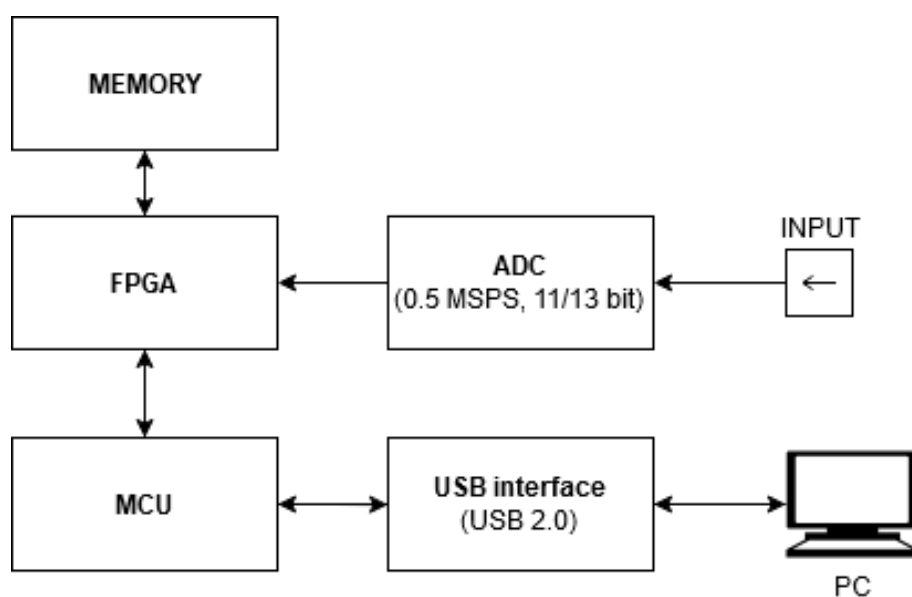 MEMORY
FPGA
ADC
(0.5 MSPS, 11/13 bit)
INPUT
MCU
USB interface
(USB 2.0)
PC